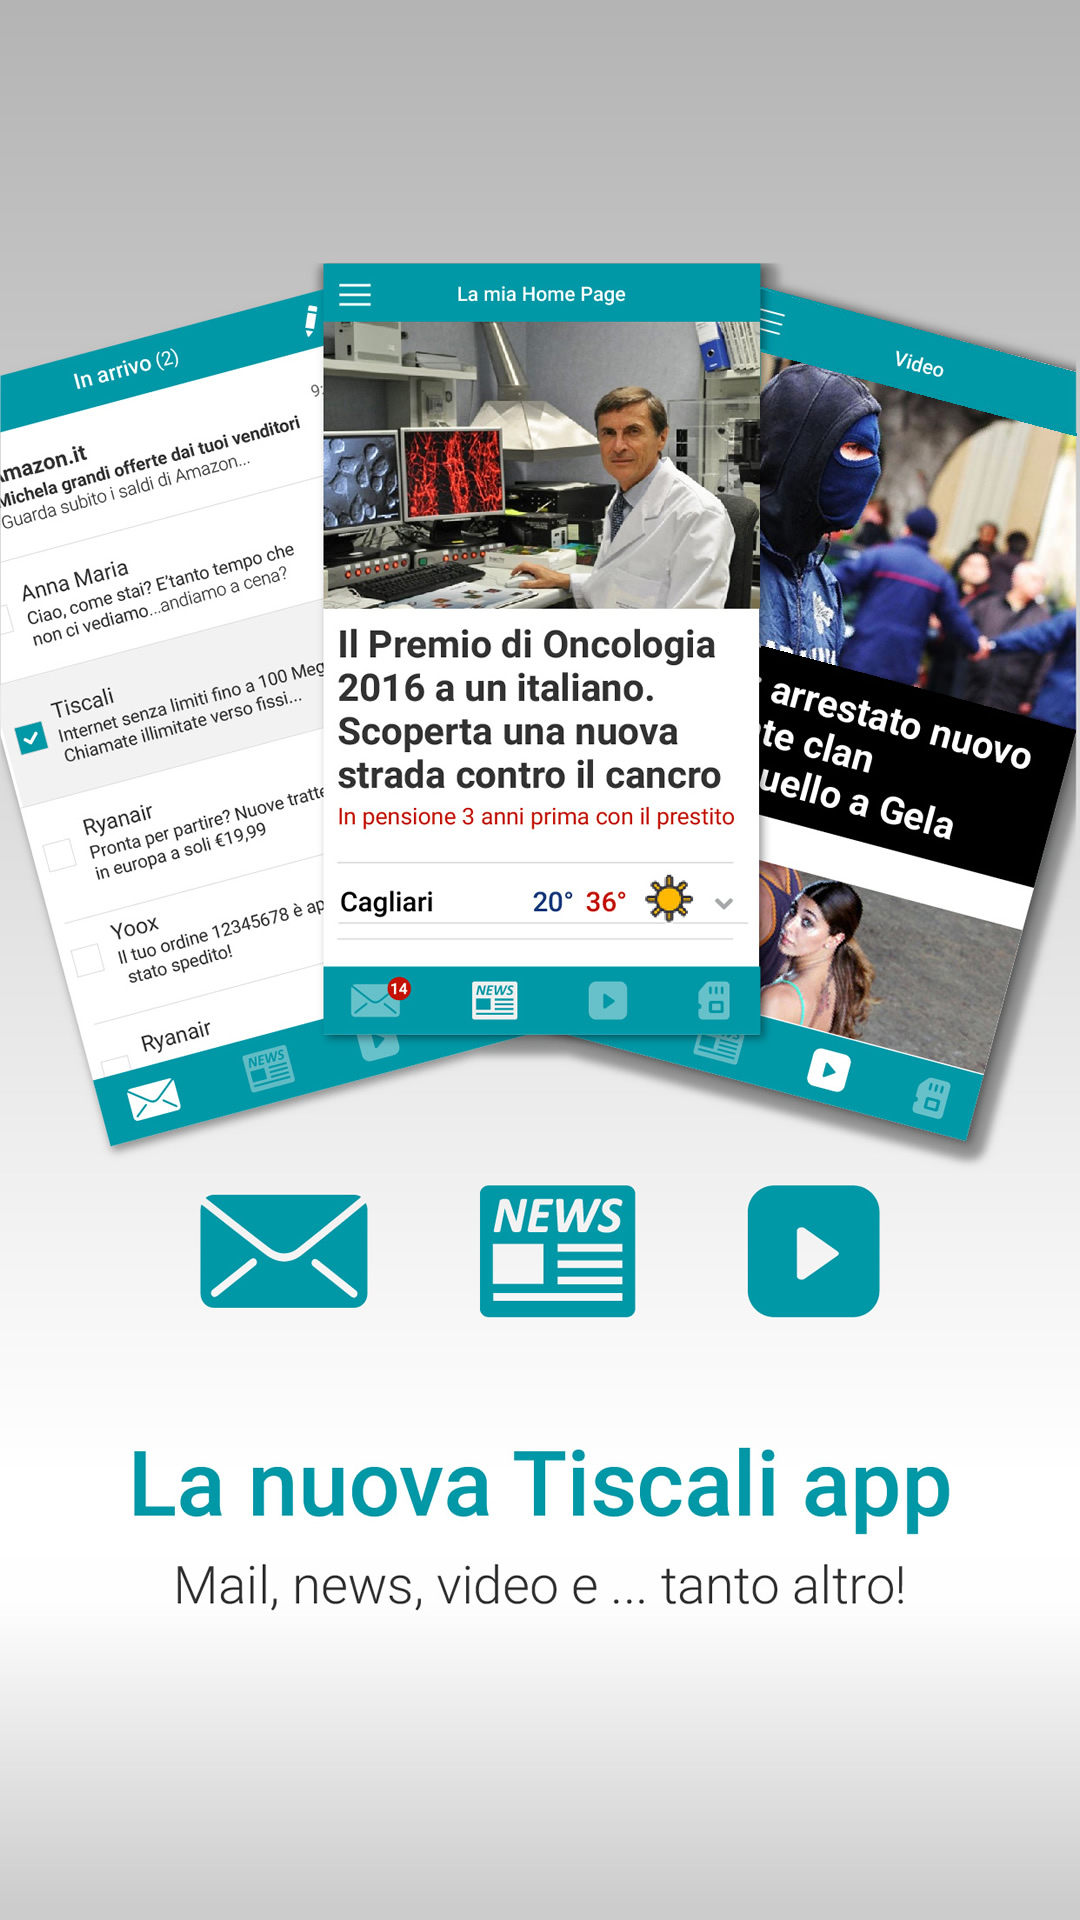 In arrivo (2)
Amazon.it
Michela grandi offerte dai tuoi venditori
Guarda subito i saldi di Amazon...
Anna Maria
Ciao, come stai? E'tanto tempo che
non ci vediamo...andiamo a cena?
Tiscali
Internet senza limiti fino a 100 Meg
Chiamate illimitate verso fissi...
Ryanair
Pronta per partire? Nuove tratte
in europa a soli €19,99
Yoox
Il tuo ordine 12345678 è
stato spedito!
Ryanair
NEWS
La mia Home Page
Il Premio di Oncologia
2016 a un italiano.
Scoperta una nuova
strada contro il cancro
In pensione 3 anni prima con il prestito
Cagliari 20° 36°
14
NEWS
Video
arrestato nuovo
clan
a Gela
NEWS
NEWS
La nuova Tiscali app
Mail, news, video e ... tanto altro!